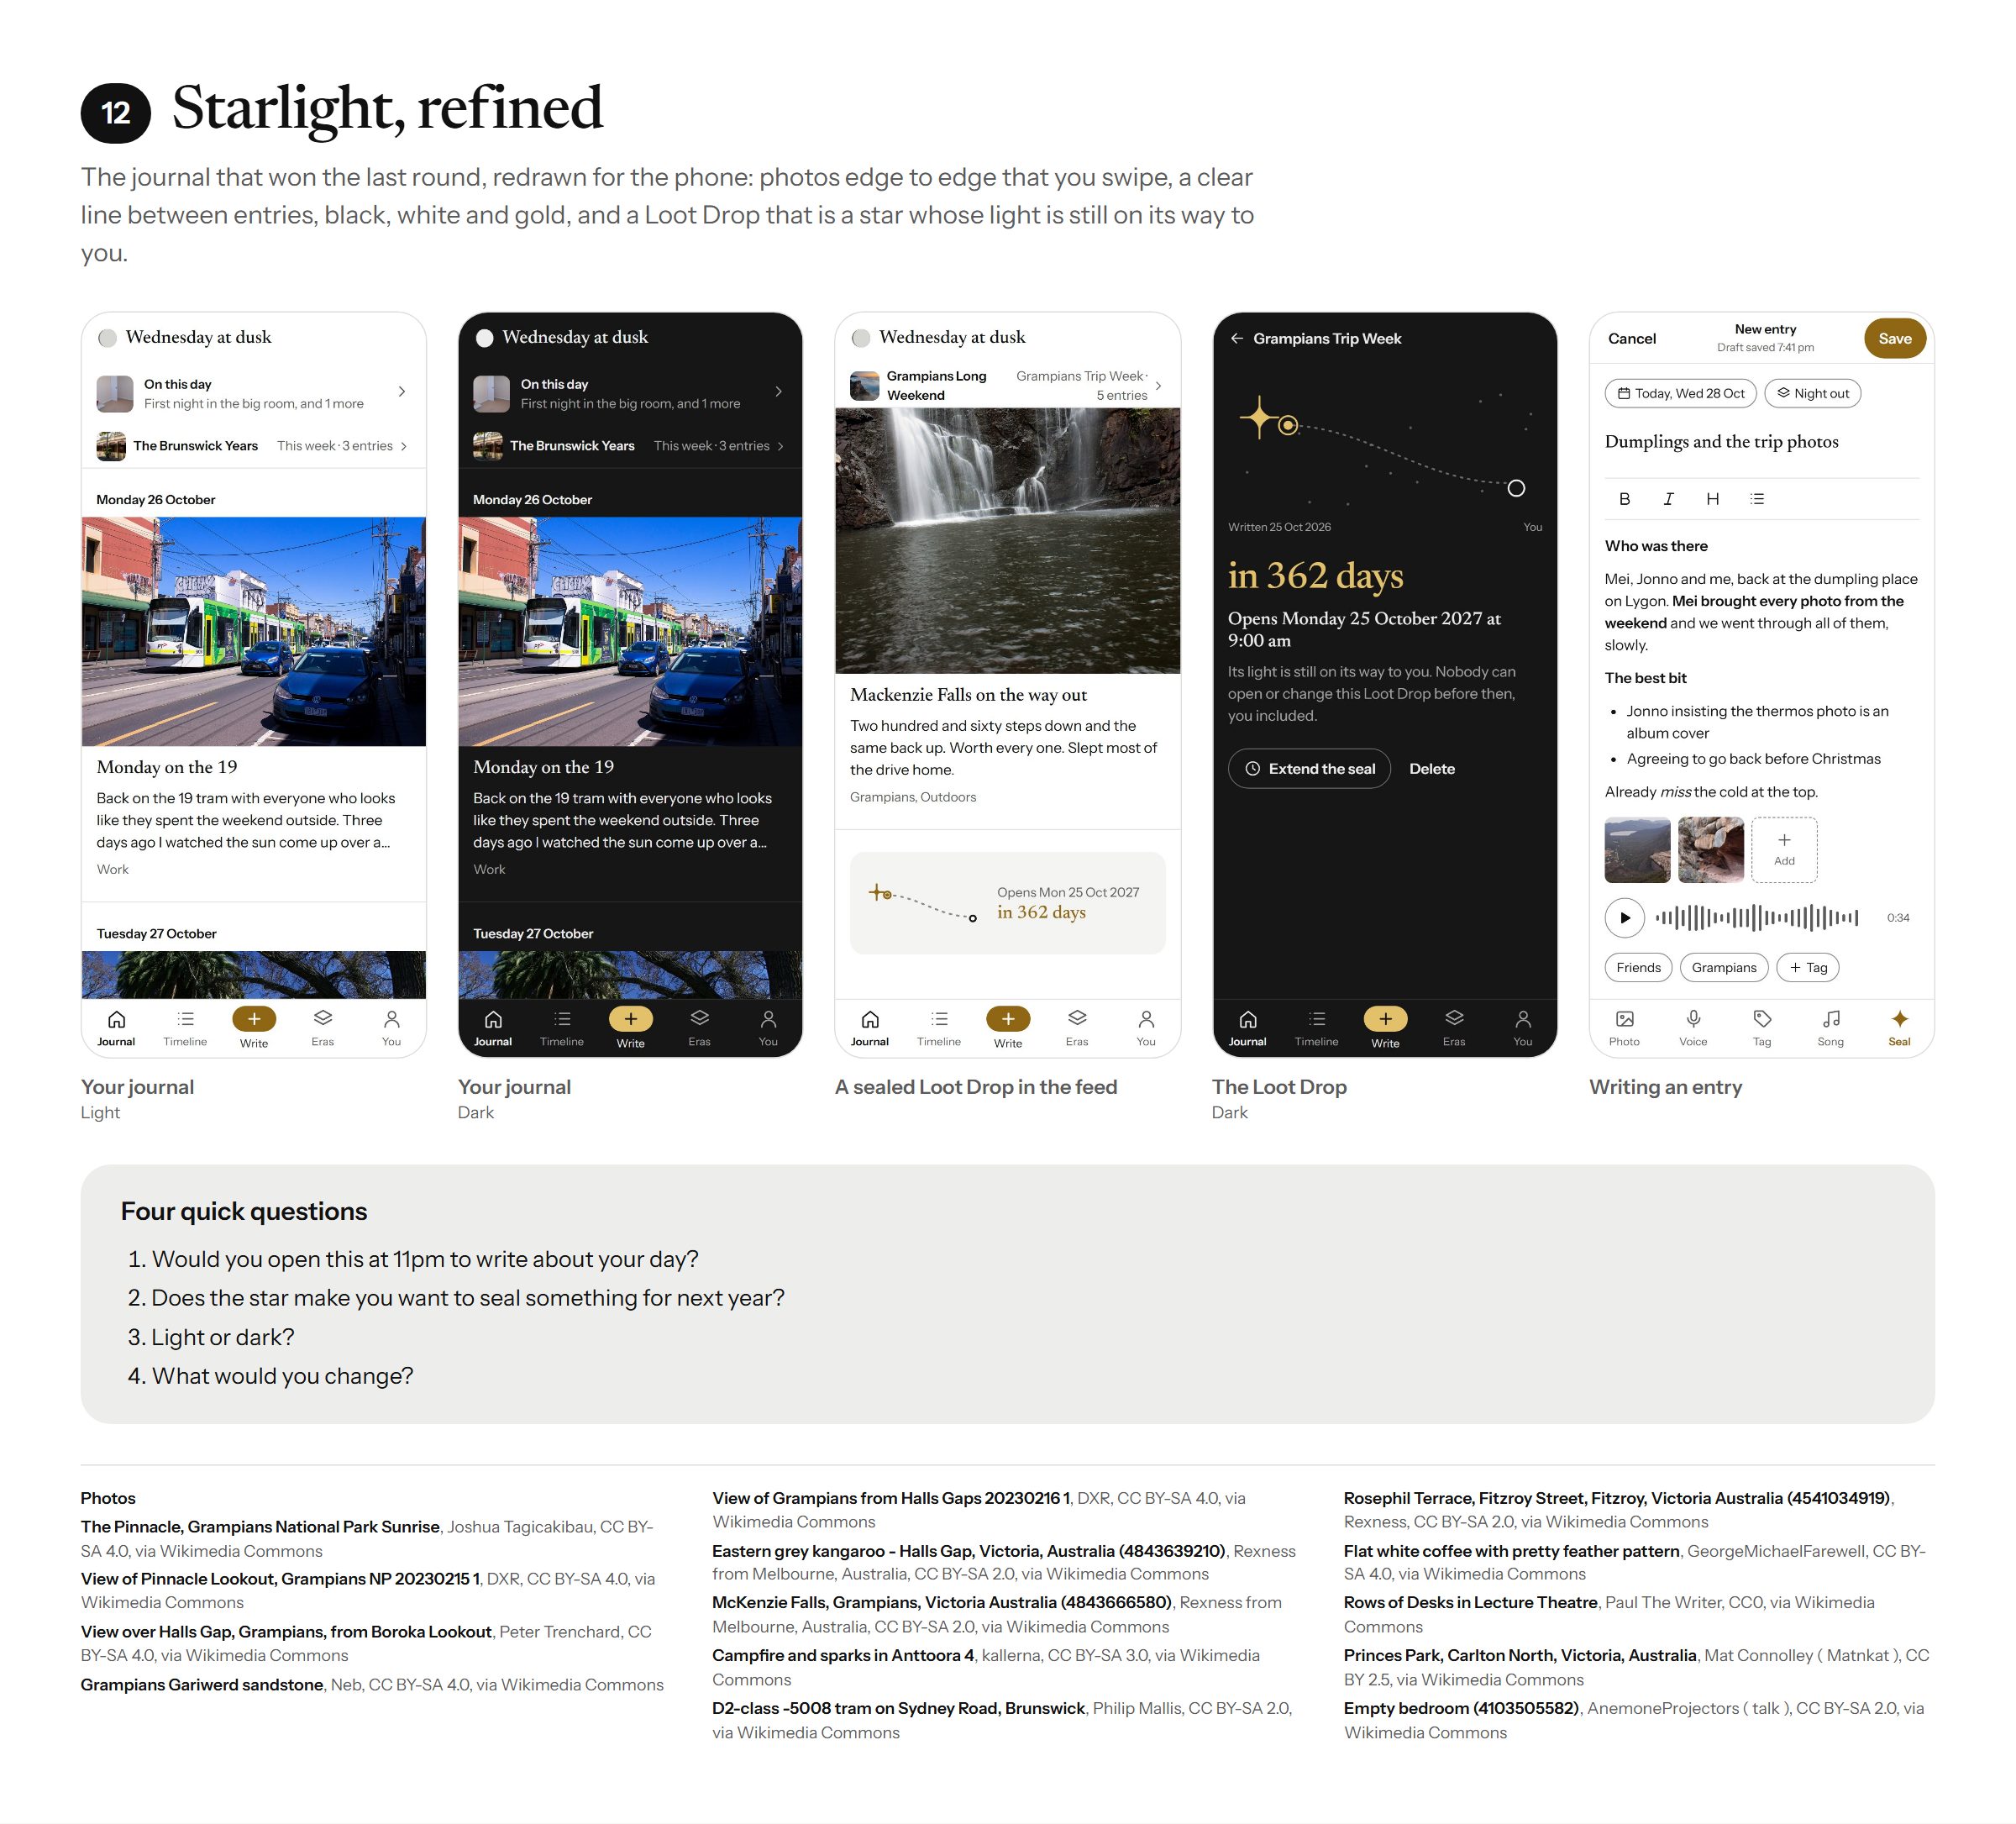 12
Starlight, refined
The journal that won the last round, redrawn for the phone: photos edge to edge that you swipe, a clear
line between entries, black, white and gold, and a Loot Drop that is a star whose light is still on its way to
you.
Wednesday at dusk
On this day
First night in the big room, and 1 more
The Brunswick Years
This week · 3 entries
Monday 26 October
Monday on the 19
Back on the 19 tram with everyone who looks
like they spent the weekend outside. Three
days ago I watched the sun come up over a...
Work
Tuesday 27 October
Journal
Timeline
Write
Eras
You
Your journal
Light
Wednesday at dusk
On this day
First night in the big room, and 1 more
The Brunswick Years
This week · 3 entries
Monday 26 October
Monday on the 19
Back on the 19 tram with everyone who looks
like they spent the weekend outside. Three
days ago I watched the sun come up over a...
Work
Tuesday 27 October
Journal
Timeline
Write
Eras
You
Your journal
Dark
Wednesday at dusk
Grampians Long
Weekend
Grampians Trip Week ·
5 entries
Mackenzie Falls on the way out
Two hundred and sixty steps down and the
same back up. Worth every one. Slept most of
the drive home.
Grampians, Outdoors
Opens Mon 25 Oct 2027
in 362 days
Journal
Timeline
Write
Eras
You
A sealed Loot Drop in the feed
Grampians Trip Week
Written 25 Oct 2026
You
in 362 days
Opens Monday 25 October 2027 at
9:00 am
Its light is still on its way to you. Nobody can
open or change this Loot Drop before then,
you included.
Extend the seal
Delete
Journal
Timeline
Write
Eras
You
The Loot Drop
Dark
Cancel
New entry
Draft saved 7:41 pm
Save
Today, Wed 28 Oct
Night out
Dumplings and the trip photos
B
I
H
Who was there
Mei, Jonno and me, back at the dumpling place
on Lygon. Mei brought every photo from the
weekend and we went through all of them,
slowly.
The best bit
• Jonno insisting the thermos photo is an
album cover
• Agreeing to go back before Christmas
Already miss the cold at the top.
+
Add
0:34
Friends
Grampians
+ Tag
Photo
Voice
Tag
Song
Seal
Writing an entry
Four quick questions
1. Would you open this at 11pm to write about your day?
2. Does the star make you want to seal something for next year?
3. Light or dark?
4. What would you change?
Photos
The Pinnacle, Grampians National Park Sunrise, Joshua Tagicakibau, CC BY-
SA 4.0, via Wikimedia Commons
View of Pinnacle Lookout, Grampians NP 20230215 1, DXR, CC BY-SA 4.0, via
Wikimedia Commons
View over Halls Gap, Grampians, from Boroka Lookout, Peter Trenchard, CC
BY-SA 4.0, via Wikimedia Commons
Grampians Gariwerd sandstone, Neb, CC BY-SA 4.0, via Wikimedia Commons
View of Grampians from Halls Gaps 20230216 1, DXR, CC BY-SA 4.0, via
Wikimedia Commons
Eastern grey kangaroo - Halls Gap, Victoria, Australia (4843639210), Rexness
from Melbourne, Australia, CC BY-SA 2.0, via Wikimedia Commons
McKenzie Falls, Grampians, Victoria Australia (4843666580), Rexness from
Melbourne, Australia, CC BY-SA 2.0, via Wikimedia Commons
Campfire and sparks in Anttoora 4, kallerna, CC BY-SA 3.0, via Wikimedia
Commons
D2-class -5008 tram on Sydney Road, Brunswick, Philip Mallis, CC BY-SA 2.0,
via Wikimedia Commons
Rosephil Terrace, Fitzroy Street, Fitzroy, Victoria Australia (4541034919),
Rexness, CC BY-SA 2.0, via Wikimedia Commons
Flat white coffee with pretty feather pattern, GeorgeMichaelFarewell, CC BY-
SA 4.0, via Wikimedia Commons
Rows of Desks in Lecture Theatre, Paul The Writer, CC0, via Wikimedia
Commons
Princes Park, Carlton North, Victoria, Australia, Mat Connolley ( Matnkat ), CC
BY 2.5, via Wikimedia Commons
Empty bedroom (4103505582), AnemoneProjectors ( talk ), CC BY-SA 2.0, via
Wikimedia Commons